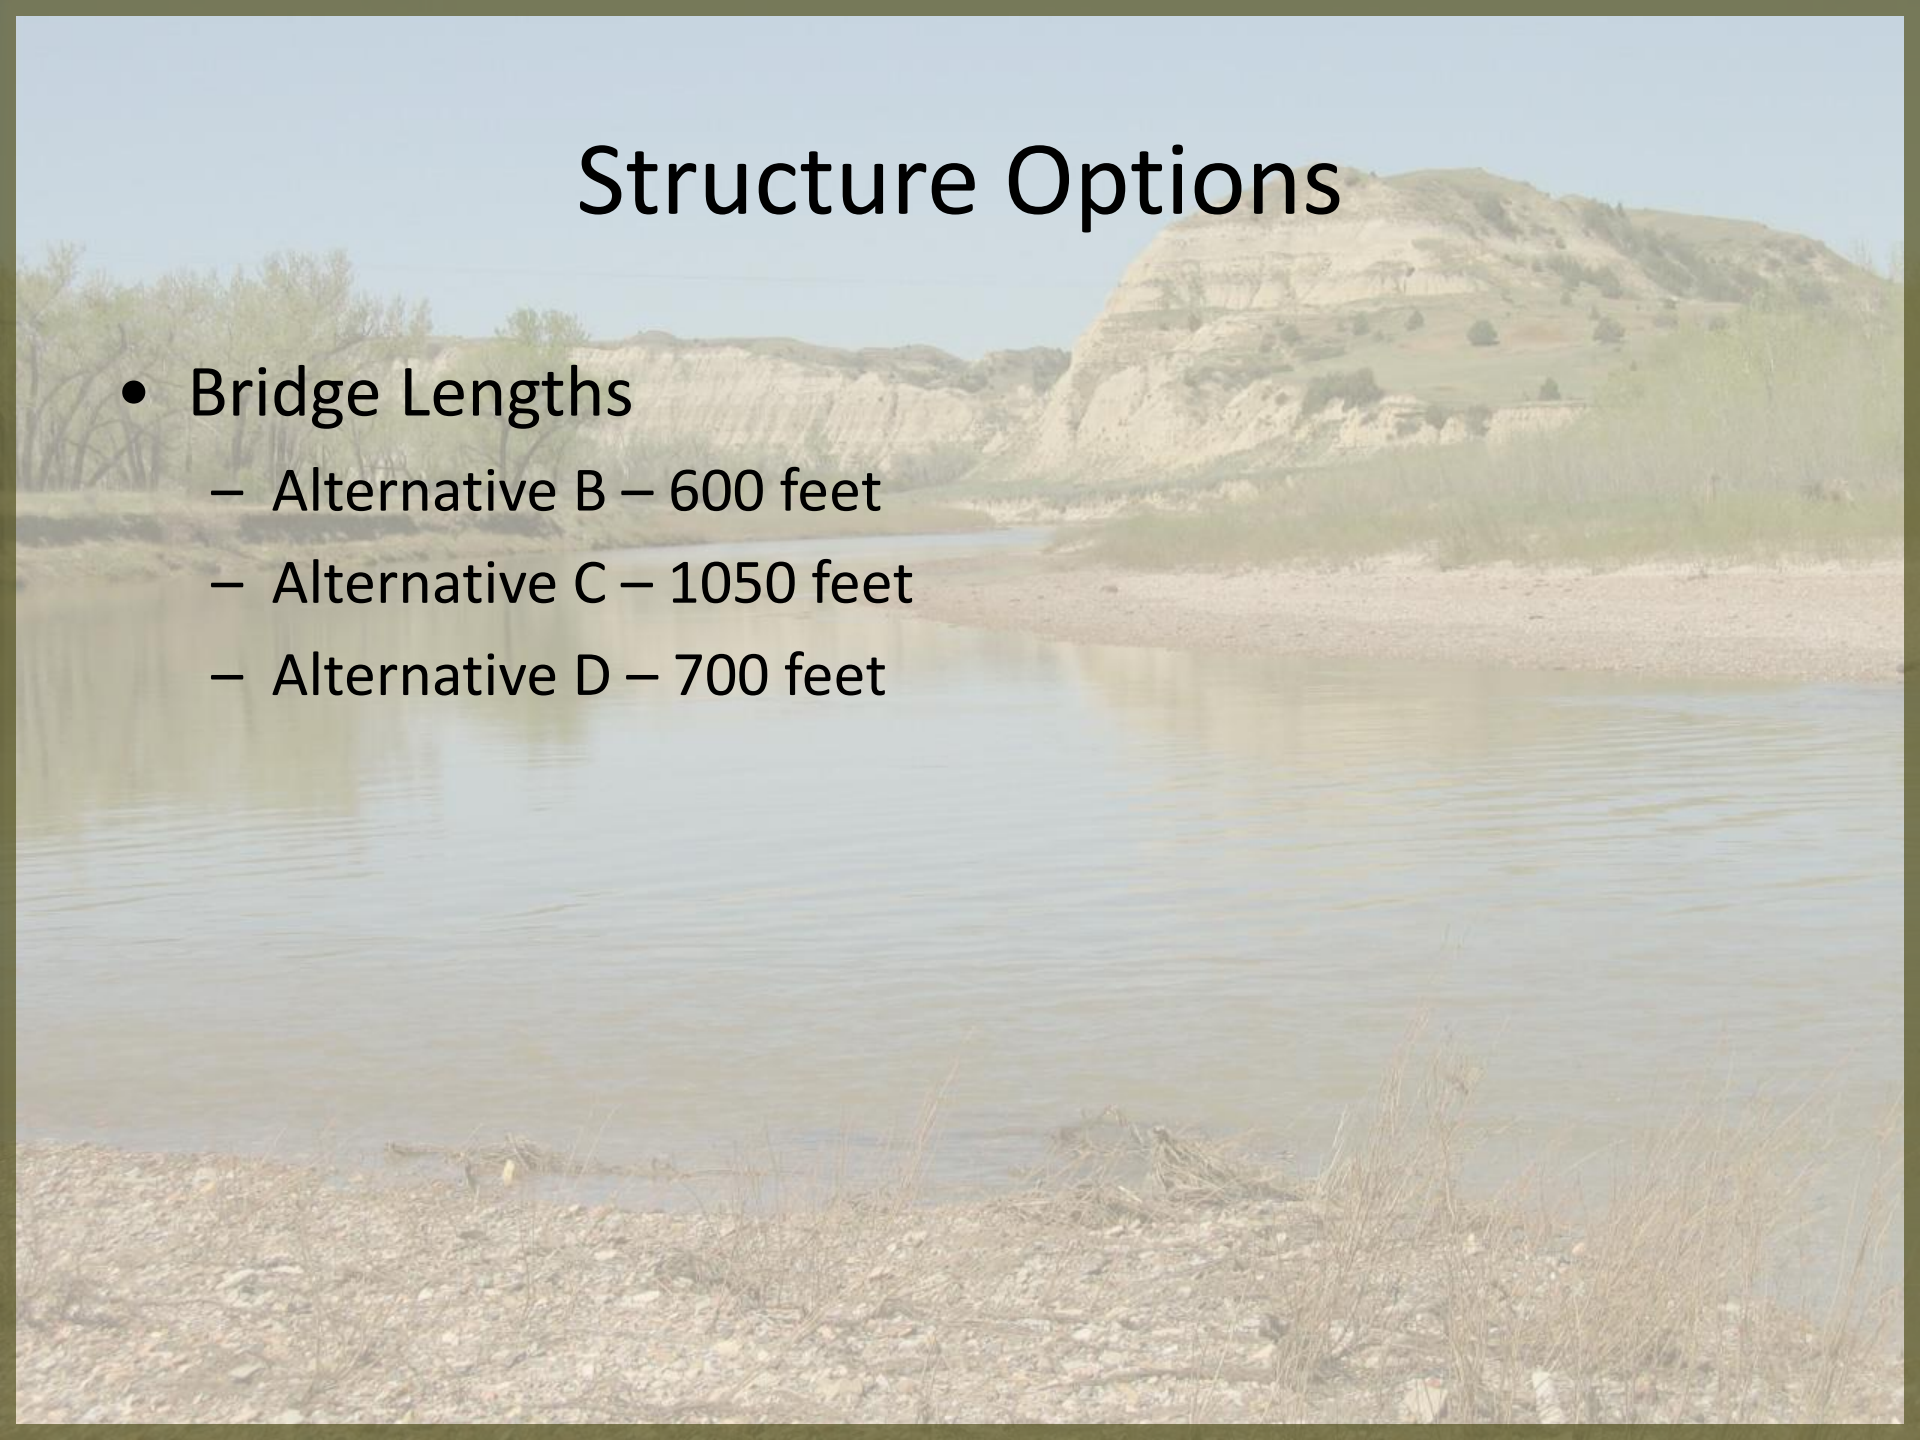 Structure Options
• Bridge Lengths
– Alternative B – 600 feet
– Alternative C – 1050 feet
– Alternative D – 700 feet